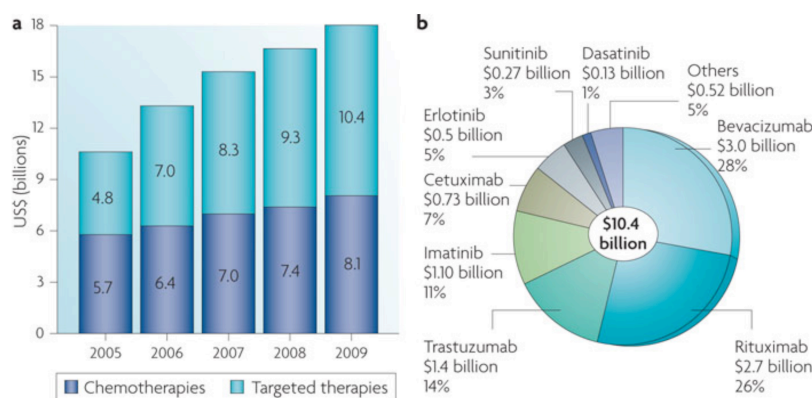 a
US$ (billions)
18
15
12
9
6
3
0
4.8
7.0
8.3
9.3
10.4
5.7
6.4
7.0
7.4
8.1
2005
2006
2007
2008
2009
Chemotherapies
Targeted therapies
b
Sunitinib
$0.27 billion
3%
Dasatinib
$0.13 billion
1%
Others
$0.52 billion
5%
Bevacizumab
$3.0 billion
28%
Erlotinib
$0.5 billion
5%
Cetuximab
$0.73 billion
7%
Imatinib
$1.10 billion
11%
Trastuzumab
$1.4 billion
14%
Rituximab
$2.7 billion
26%
$10.4
billion